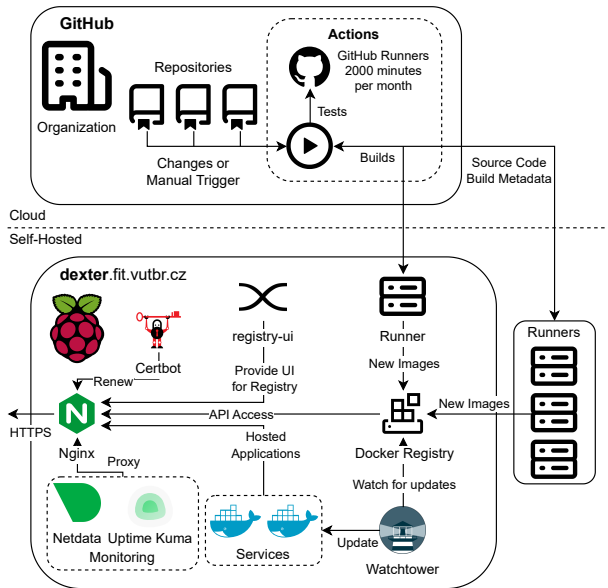 GitHub
Organization
Repositories
Changes or
Manual Trigger
Actions
GitHub Runners
2000 minutes
per month
Tests
Builds
Source Code
Build Metadata
Cloud
Self-Hosted
dexter.fit.vutbr.cz
Certbot
Renew
registry-ui
Provide UI
for Registry
Runner
New Images
Runners
New Images
HTTPS
N
Nginx
API Access
Docker Registry
Hosted
Applications
Proxy
Watch for updates
Netdata
Uptime Kuma
Monitoring
Services
Update
Watchtower